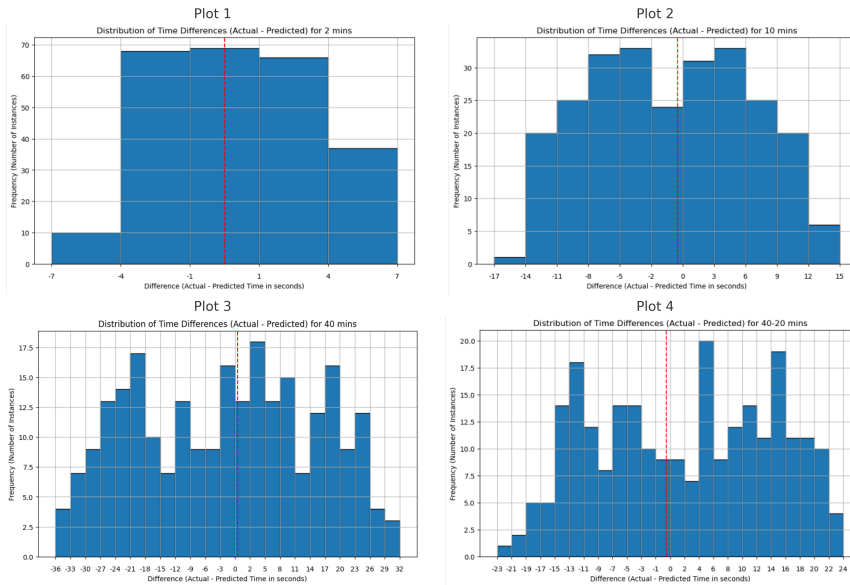 Plot 1
Distribution of Time Differences (Actual - Predicted) for 2 mins
Frequency (Number of Instances)
70
60
50
40
30
20
10
0
-7 -4 -1 1 4 7
Difference (Actual - Predicted Time in seconds)
Plot 2
Distribution of Time Differences (Actual - Predicted) for 10 mins
Frequency (Number of Instances)
30
25
20
15
10
5
0
-17 -14 -11 -8 -5 -2 0 3 6 9 12 15
Difference (Actual - Predicted Time in seconds)
Plot 3
Distribution of Time Differences (Actual - Predicted) for 40 mins
Frequency (Number of Instances)
17.5
15.0
12.5
10.0
7.5
5.0
2.5
0.0
-36 -33 -30 -27 -24 -21 -18 -15 -12 -9 -6 -3 0 2 5 8 11 14 17 20 23 26 29 32
Difference (Actual - Predicted Time in seconds)
Plot 4
Distribution of Time Differences (Actual - Predicted) for 40-20 mins
Frequency (Number of Instances)
20.0
17.5
15.0
12.5
10.0
7.5
5.0
2.5
0.0
-23 -21 -19 -17 -15 -13 -11 -9 -7 -5 -4 -2 0 2 4 6 8 10 12 14 16 18 20 22 24
Difference (Actual - Predicted Time in seconds)